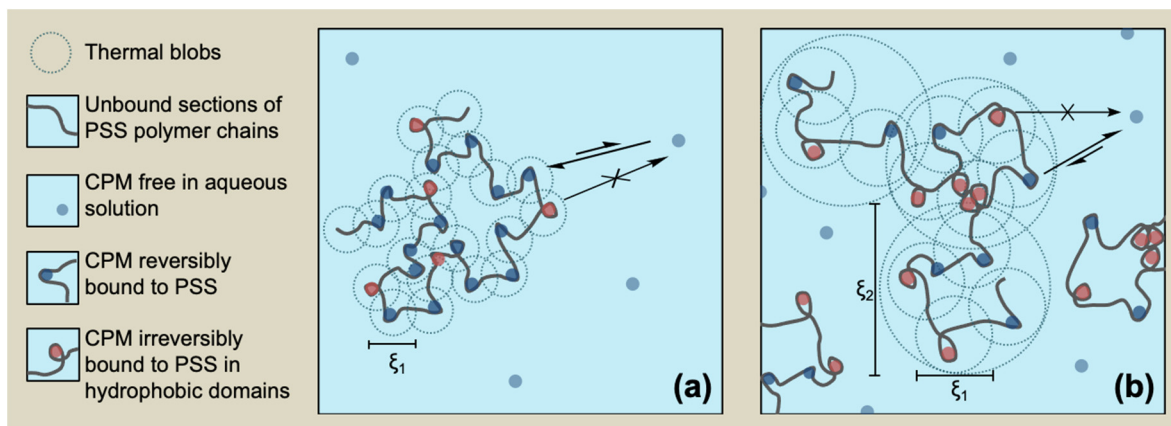 Thermal blobs
Unbound sections of
PSS polymer chains
CPM free in aqueous
solution
CPM reversibly
bound to PSS
CPM irreversibly
bound to PSS in
hydrophobic domains
ξ₁
(a)
ξ₂
ξ₁
(b)